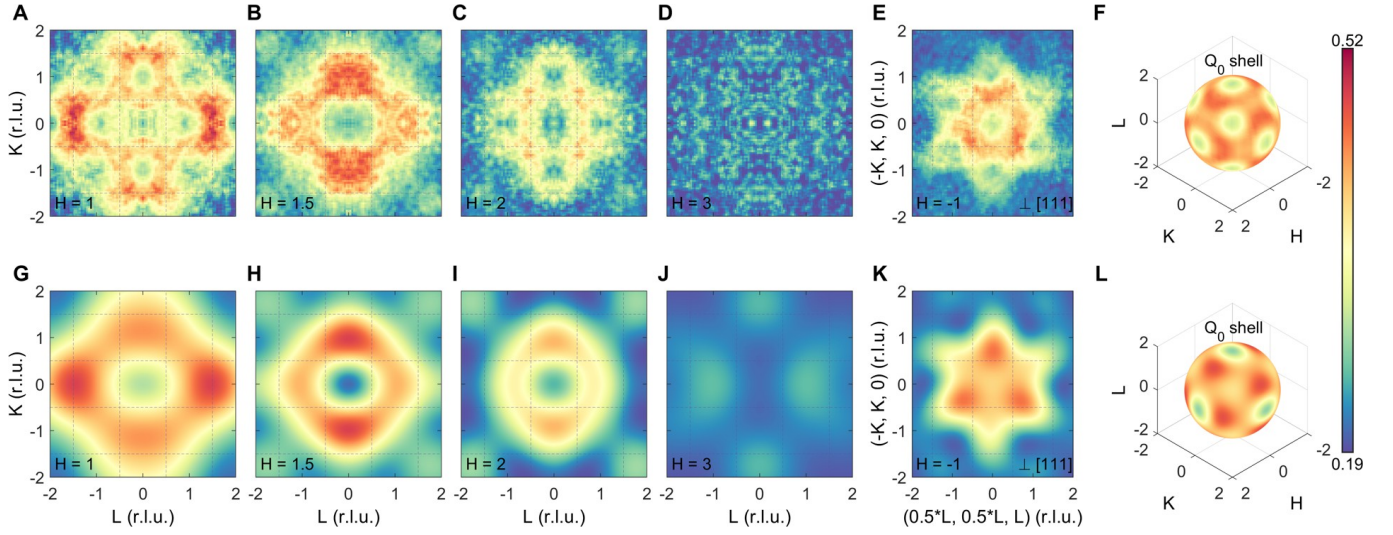 A B C D E F
2
1
0
-1
-2
K (r.l.u.)
H = 1
H = 1.5
H = 2
H = 3
2
1
0
-1
-2
(-K, K, 0) (r.l.u.)
H = -1
⊥ [111]
Q0 shell
2
0
-2
L
-2
0
2
K
2
0
-2
H
0.52
0.19
G H I J K L
2
1
0
-1
-2
K (r.l.u.)
H = 1
-2 -1 0 1 2
L (r.l.u.)
H = 1.5
-2 -1 0 1 2
L (r.l.u.)
H = 2
-2 -1 0 1 2
L (r.l.u.)
H = 3
-2 -1 0 1 2
L (r.l.u.)
2
1
0
-1
-2
(-K, K, 0) (r.l.u.)
H = -1
⊥ [111]
-2 -1 0 1 2
(0.5*L, 0.5*L, L) (r.l.u.)
Q0 shell
2
0
-2
L
-2
0
2
K
2
0
-2
H